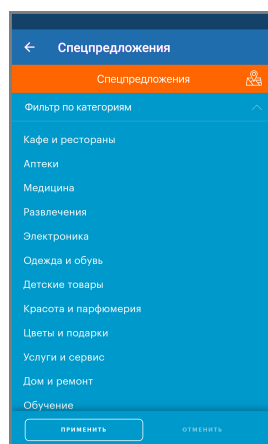 Спецпредложения
Спецпредложения
Фильтр по категориям
Кафе и рестораны
Аптеки
Медицина
Развлечения
Электроника
Одежда и обувь
Детские товары
Красота и парфюмерия
Цветы и подарки
Услуги и сервис
Дом и ремонт
Обучение
ПРИМЕНИТЬ ОТМЕНИТЬ